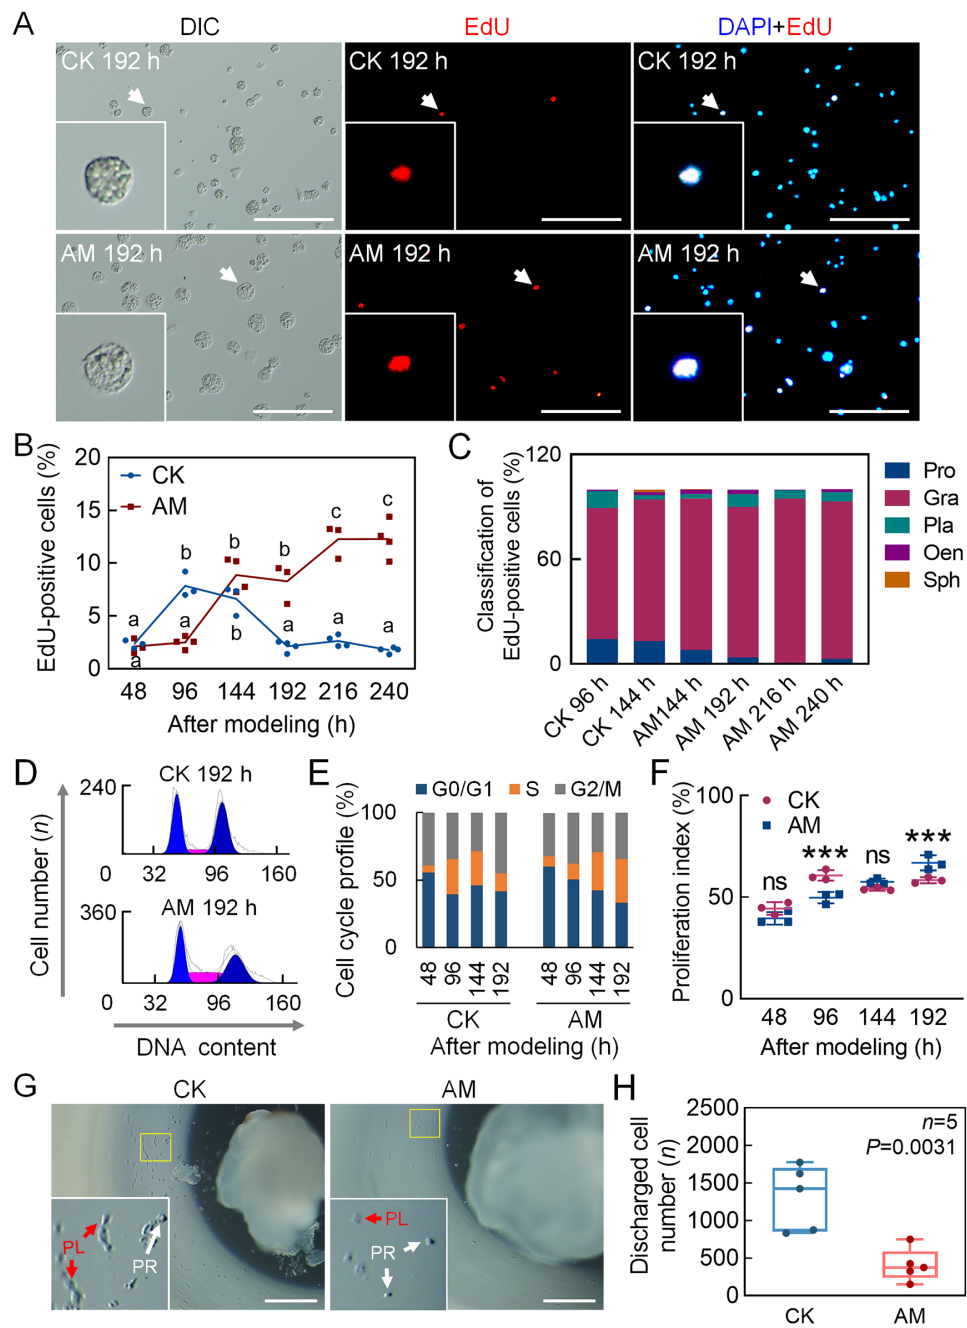 A
DIC
EdU
DAPI+EdU
CK 192 h
CK 192 h
CK 192 h
AM 192 h
AM 192 h
AM 192 h
B
EdU-positive cells (%)
20
15
10
5
0
CK
AM
a
a
b
a
b
b
b
a
c
a
c
a
48 96 144 192 216 240
After modeling (h)
C
Classification of
EdU-positive cells (%)
120
60
0
Pro
Gra
Pla
Oen
Sph
CK 96 h
CK 144 h
AM144 h
AM 192 h
AM 216 h
AM 240 h
D
Cell number (n)
CK 192 h
240
0
0 32 96 160
AM 192 h
360
0
0 32 96 160
DNA content
E
G0/G1 S G2/M
Cell cycle profile (%)
100
50
0
48 96 144 192 48 96 144 192
CK AM
After modeling (h)
F
Proliferation index (%)
100
50
0
CK
AM
ns *** ns ***
48 96 144 192
After modeling (h)
G
CK
AM
PL
PR
PL
PR
H
Discharged cell
number (n)
2500
2000
1500
1000
500
0
n=5
P=0.0031
CK AM